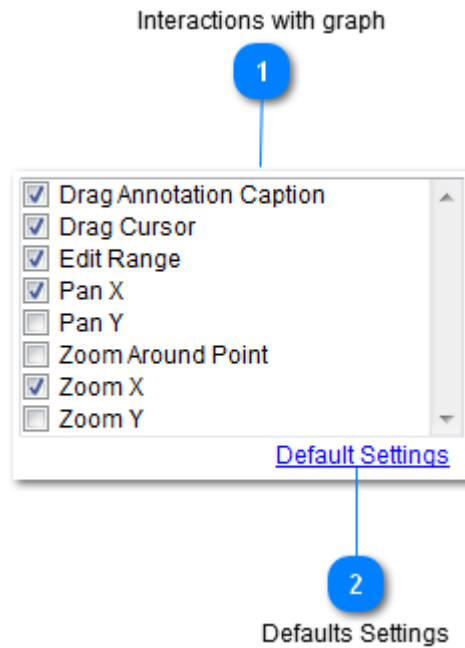 Interactions with graph
1
Drag Annotation Caption
Drag Cursor
Edit Range
Pan X
Pan Y
Zoom Around Point
Zoom X
Zoom Y
Default Settings
2
Defaults Settings